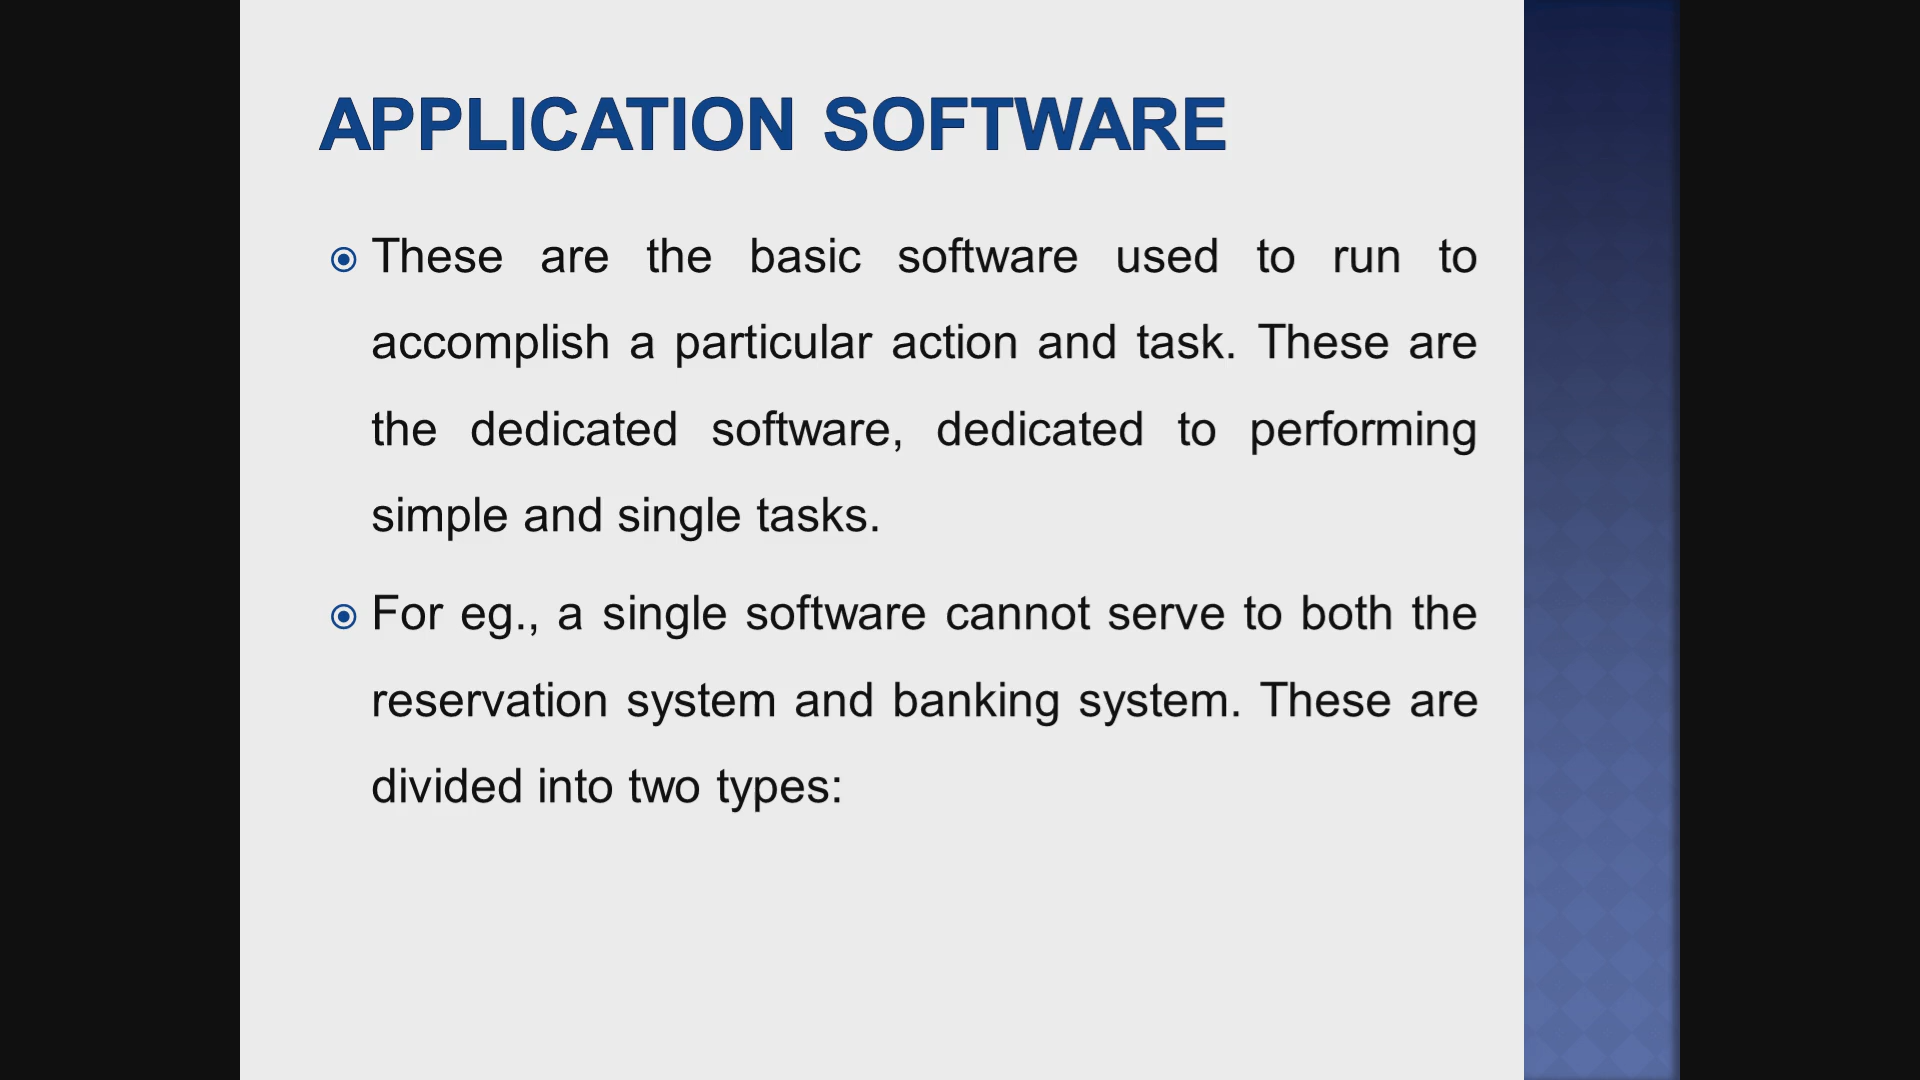 APPLICATION SOFTWARE
These are the basic software used to run to
accomplish a particular action and task. These are
the dedicated software, dedicated to performing
simple and single tasks.
For eg., a single software cannot serve to both the
reservation system and banking system. These are
divided into two types: